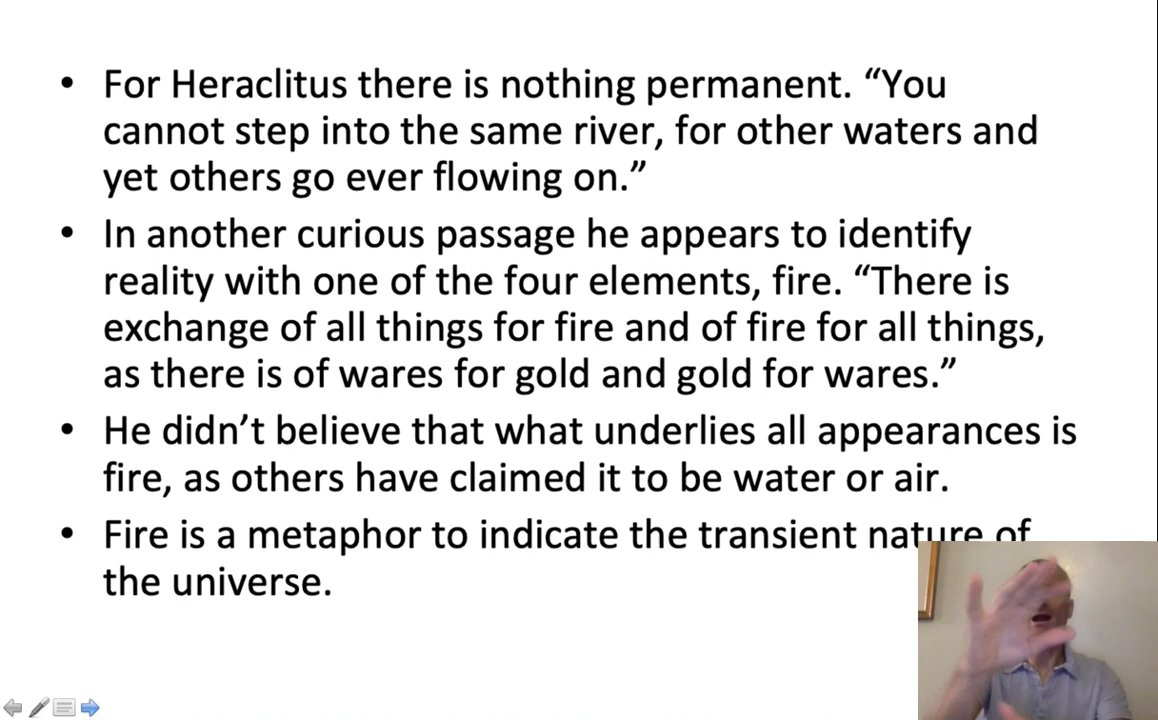 • For Heraclitus there is nothing permanent. “You
cannot step into the same river, for other waters and
yet others go ever flowing on.”
• In another curious passage he appears to identify
reality with one of the four elements, fire. “There is
exchange of all things for fire and of fire for all things,
as there is of wares for gold and gold for wares.”
• He didn’t believe that what underlies all appearances is
fire, as others have claimed it to be water or air.
• Fire is a metaphor to indicate the transient nature of
the universe.